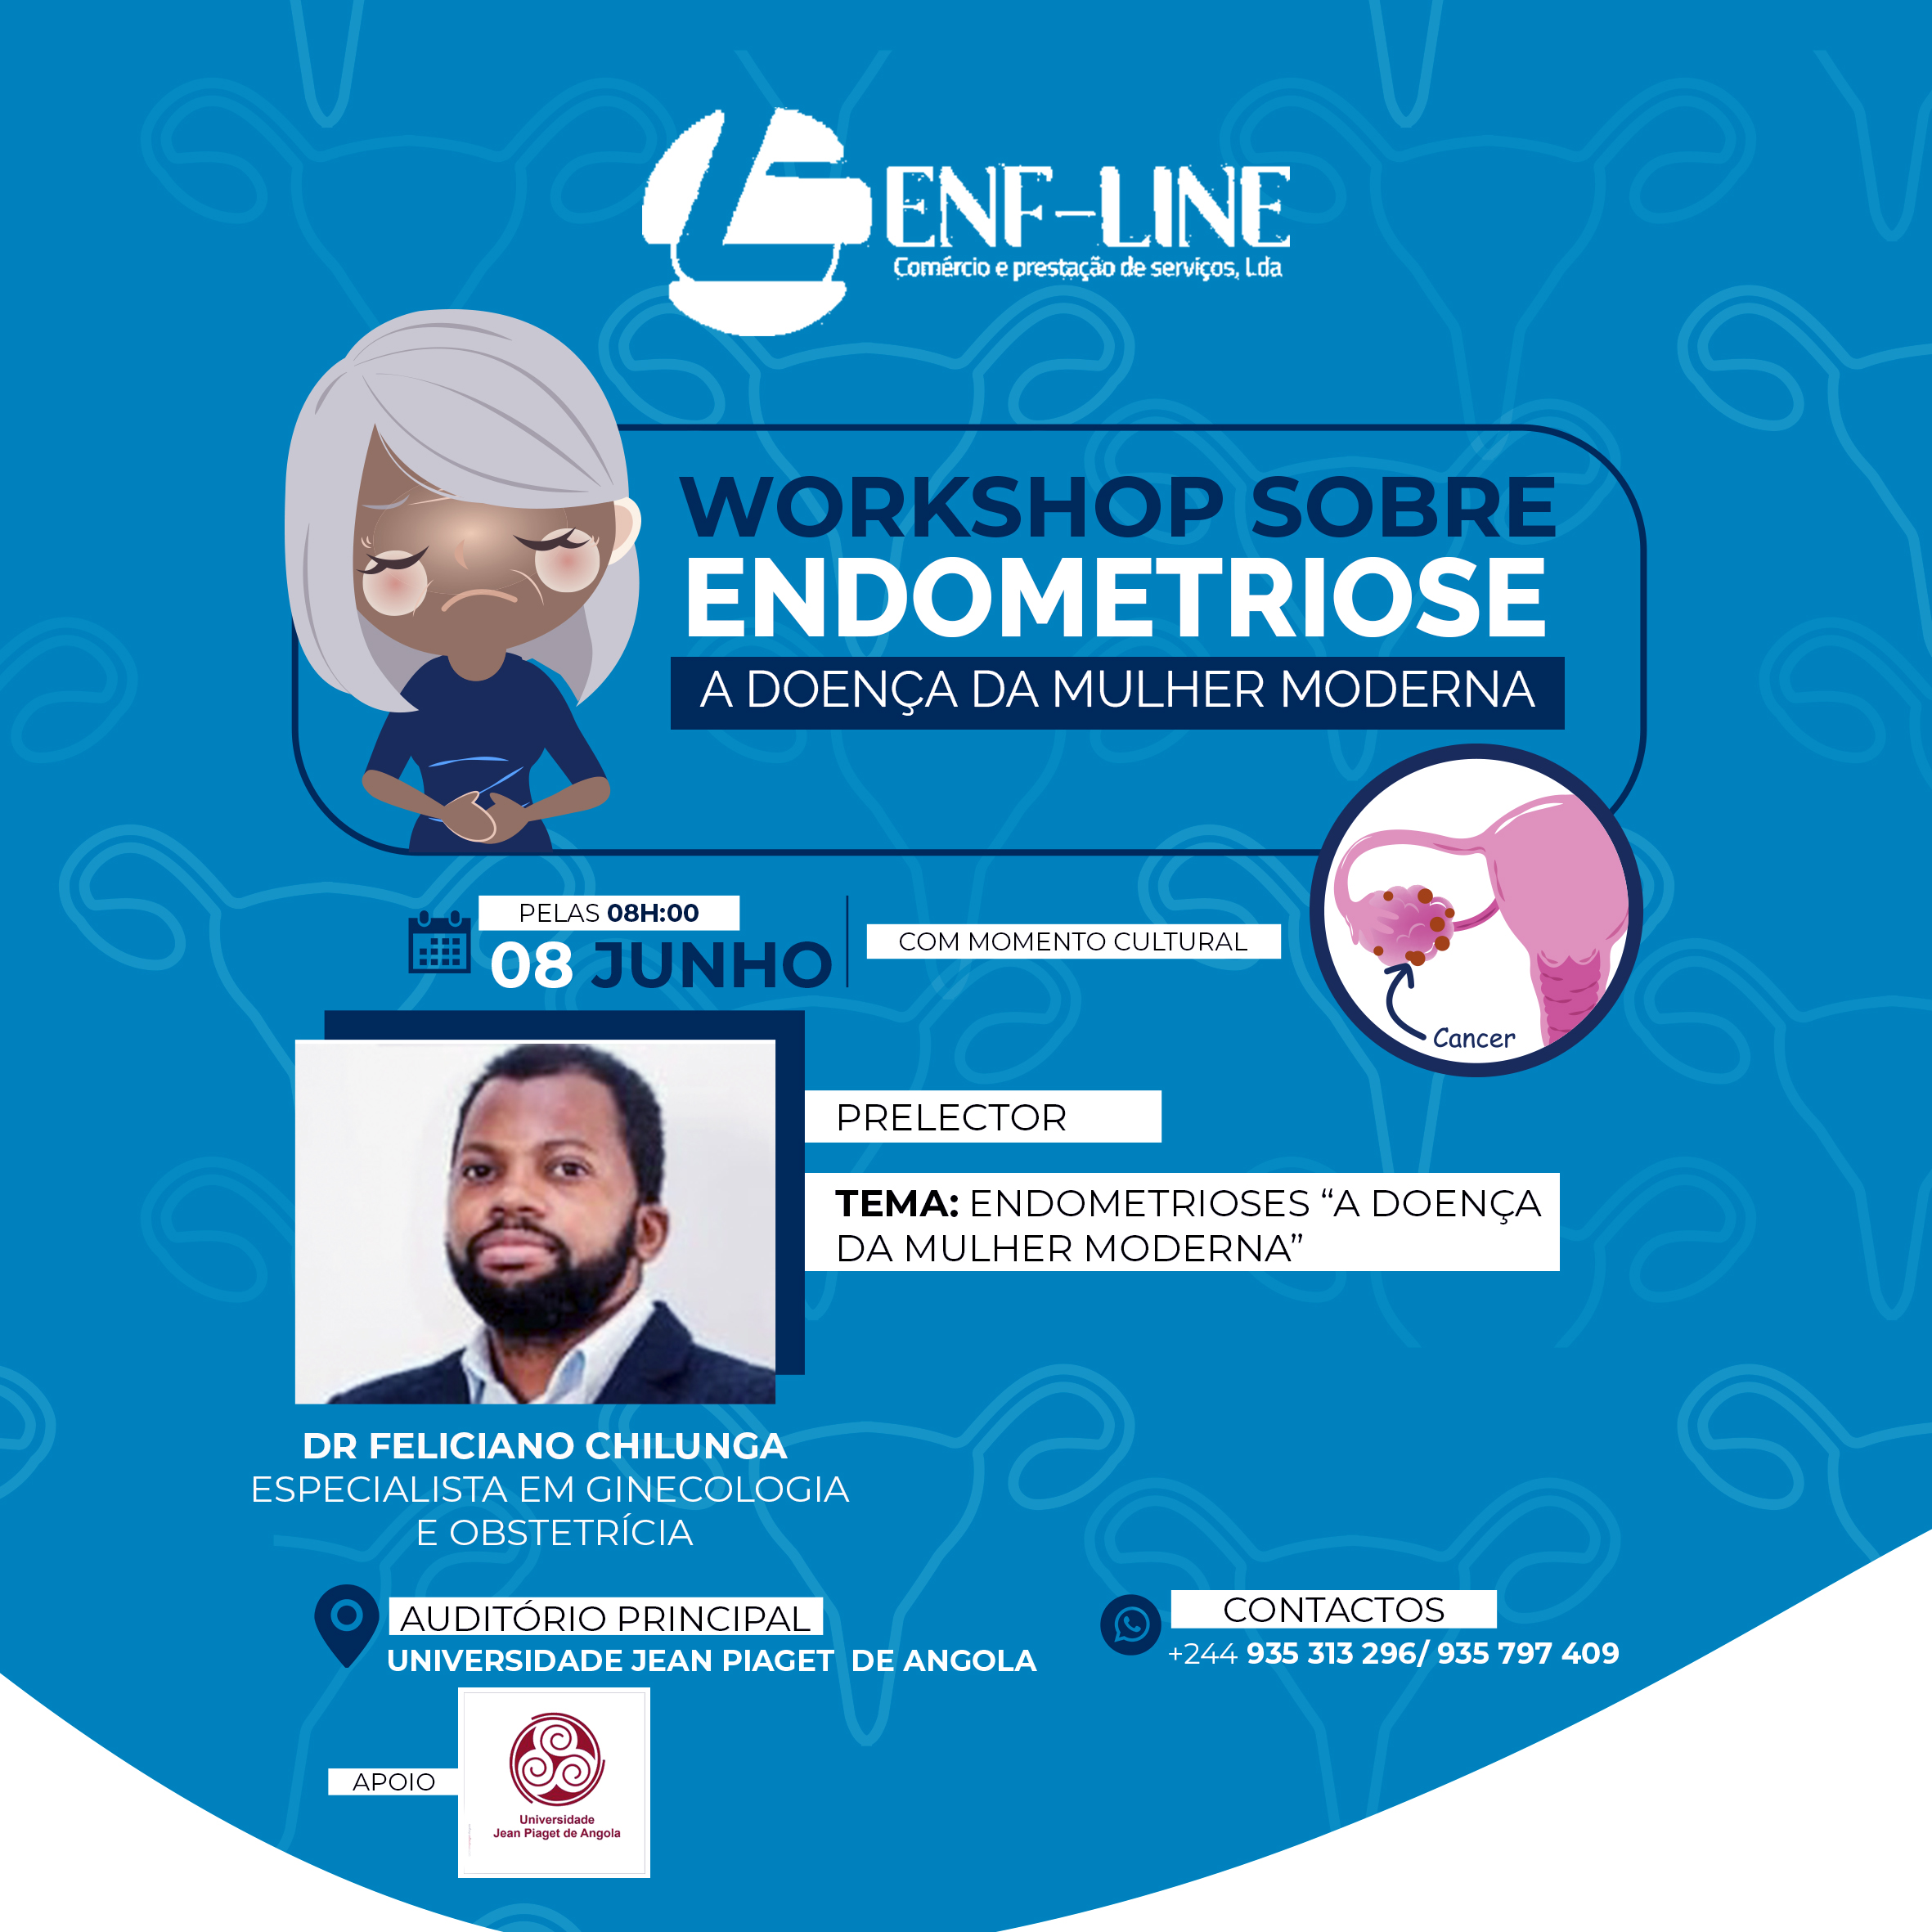 ENF-LINE
Comércio e prestação de serviços, Lda
WORKSHOP SOBRE
ENDOMETRIOSE
A DOENÇA DA MULHER MODERNA
PELAS 08H:00
08 JUNHO
COM MOMENTO CULTURAL
Cancer
PRELECTOR
TEMA: ENDOMETRIOSES “A DOENÇA
DA MULHER MODERNA”
DR FELICIANO CHILUNGA
ESPECIALISTA EM GINECOLOGIA
E OBSTETRÍCIA
AUDITÓRIO PRINCIPAL
UNIVERSIDADE JEAN PIAGET DE ANGOLA
CONTACTOS
+244 935 313 296/ 935 797 409
APOIO
Universidade
Jean Piaget de Angola